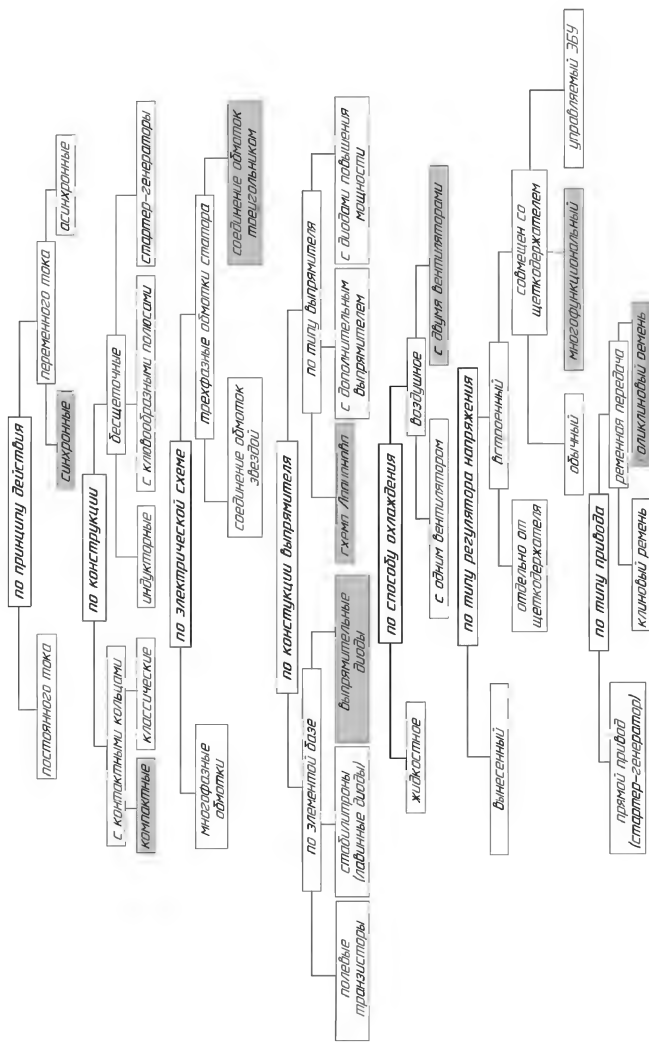 по принципу действия
постоянного тока
переменного тока
синхронные
асинхронные
по конструкции
с контактными кольцами
бесщеточные
компактные
классические
индукторные
с клювообразными полюсами
стартер-генераторы
по электрической схеме
многофазные
обмотки
трехфазные обмотки статора
соединение обмоток
звездой
соединение обмоток
треугольником
по констукции выпрямителя
по элементой базе
по типу выпрямителя
полевые
транзисторы
стабилитроны
(лавинные диоды)
выпрямительные
диоды
с дополнительным
выпрямителем
с диодами повышения
мощности
по способу охлаждения
жидкостное
воздушное
с одним вентилятором
с двумя вентиляторами
по типу регулятора напряжения
вынесенный
встроенный
отдельно от
щеткодержателя
совмещен со
щеткодержателем
обычный
многофункциональный
управляемый ЭБУ
по типу привода
прямой привод
(стартер-генератор)
ременная передача
клиновый ремень